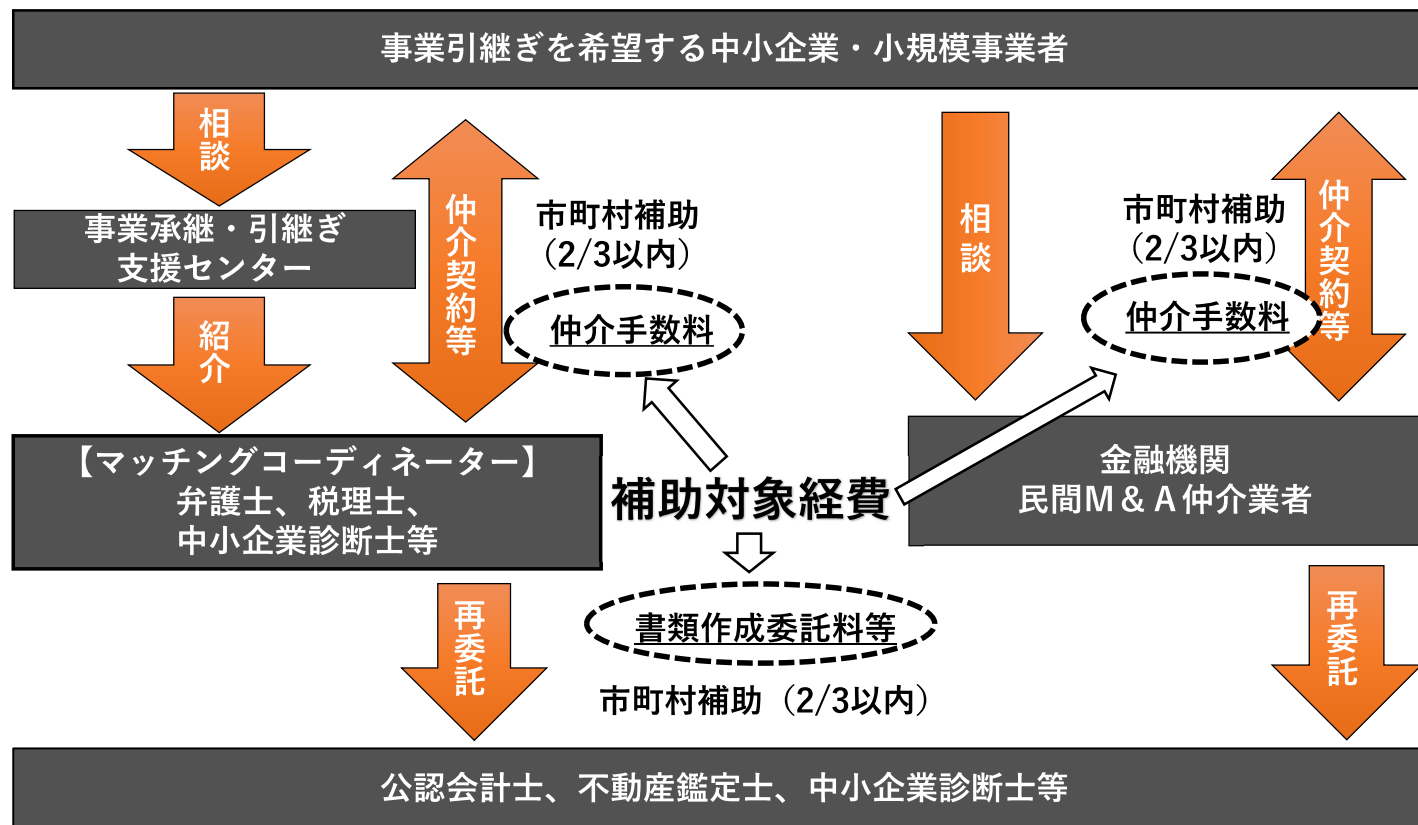 事業引継ぎを希望する中小企業・小規模事業者
相談
事業承継・引継ぎ
支援センター
紹介
仲介契約等
市町村補助
（2/3以内）
仲介手数料
相談
市町村補助
（2/3以内）
仲介手数料
仲介契約等
【マッチングコーディネーター】
弁護士、税理士、
中小企業診断士等
補助対象経費
金融機関
民間Ｍ＆Ａ仲介業者
再委託
書類作成委託料等
市町村補助（2/3以内）
再委託
公認会計士、不動産鑑定士、中小企業診断士等